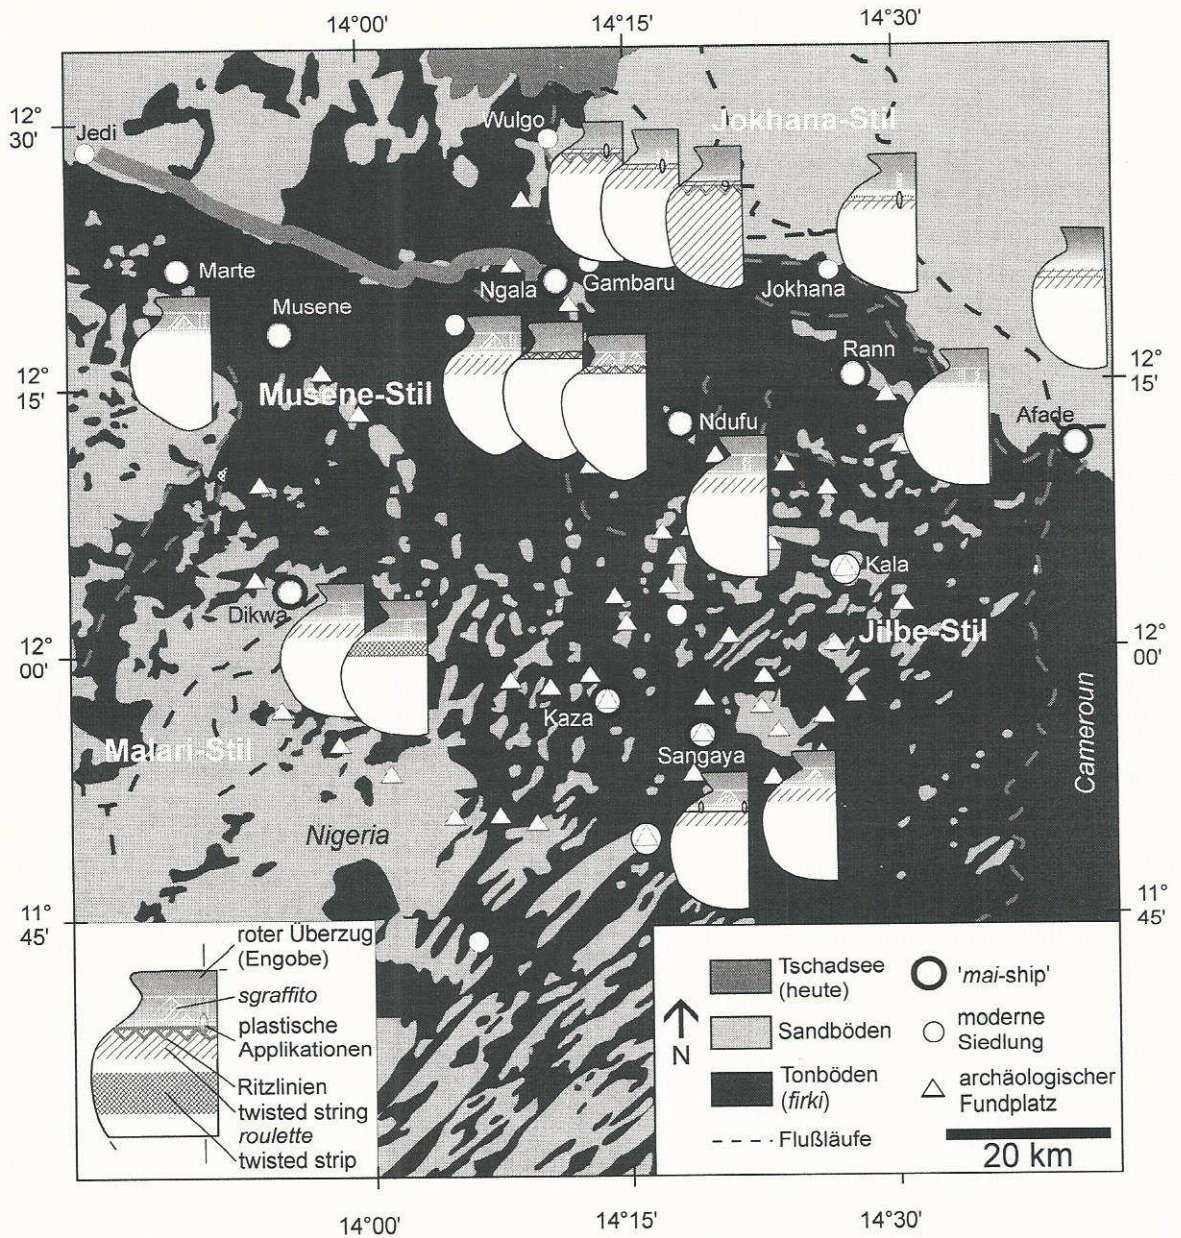 14°00'
14°15'
14°30'
12°
30'
Jedi
Wulgo
Jokhana-Stil
Marte
Musene
Ngala
Gambaru
Jokhana
Rann
12°
15'
12°
15'
Musene-Stil
Ndufu
Afade
Kala
Dikwa
Jilbe-Stil
12°
00'
12°
00'
Kaza
Sangaya
Malari-Stil
Cameroun
Nigeria
11°
45'
11°
45'
roter Überzug
(Engobe)
sgraffito
plastische
Applikationen
Ritzlinien
twisted string
roulette
twisted strip
Tschadsee
(heute)
Sandböden
Tonböden
(firki)
Flußläufe
N
'mai-ship'
moderne
Siedlung
archäologischer
Fundplatz
20 km
14°00'
14°15'
14°30'